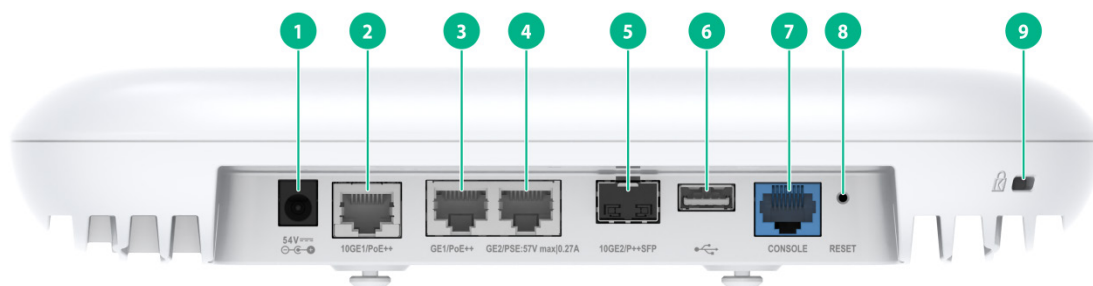 1 2 3 4 5 6 7 8 9
54V
10GE1/PoE++ GE1/PoE++ GE2/PSE:57V max|0.27A 10GE2/P++SFP CONSOLE RESET